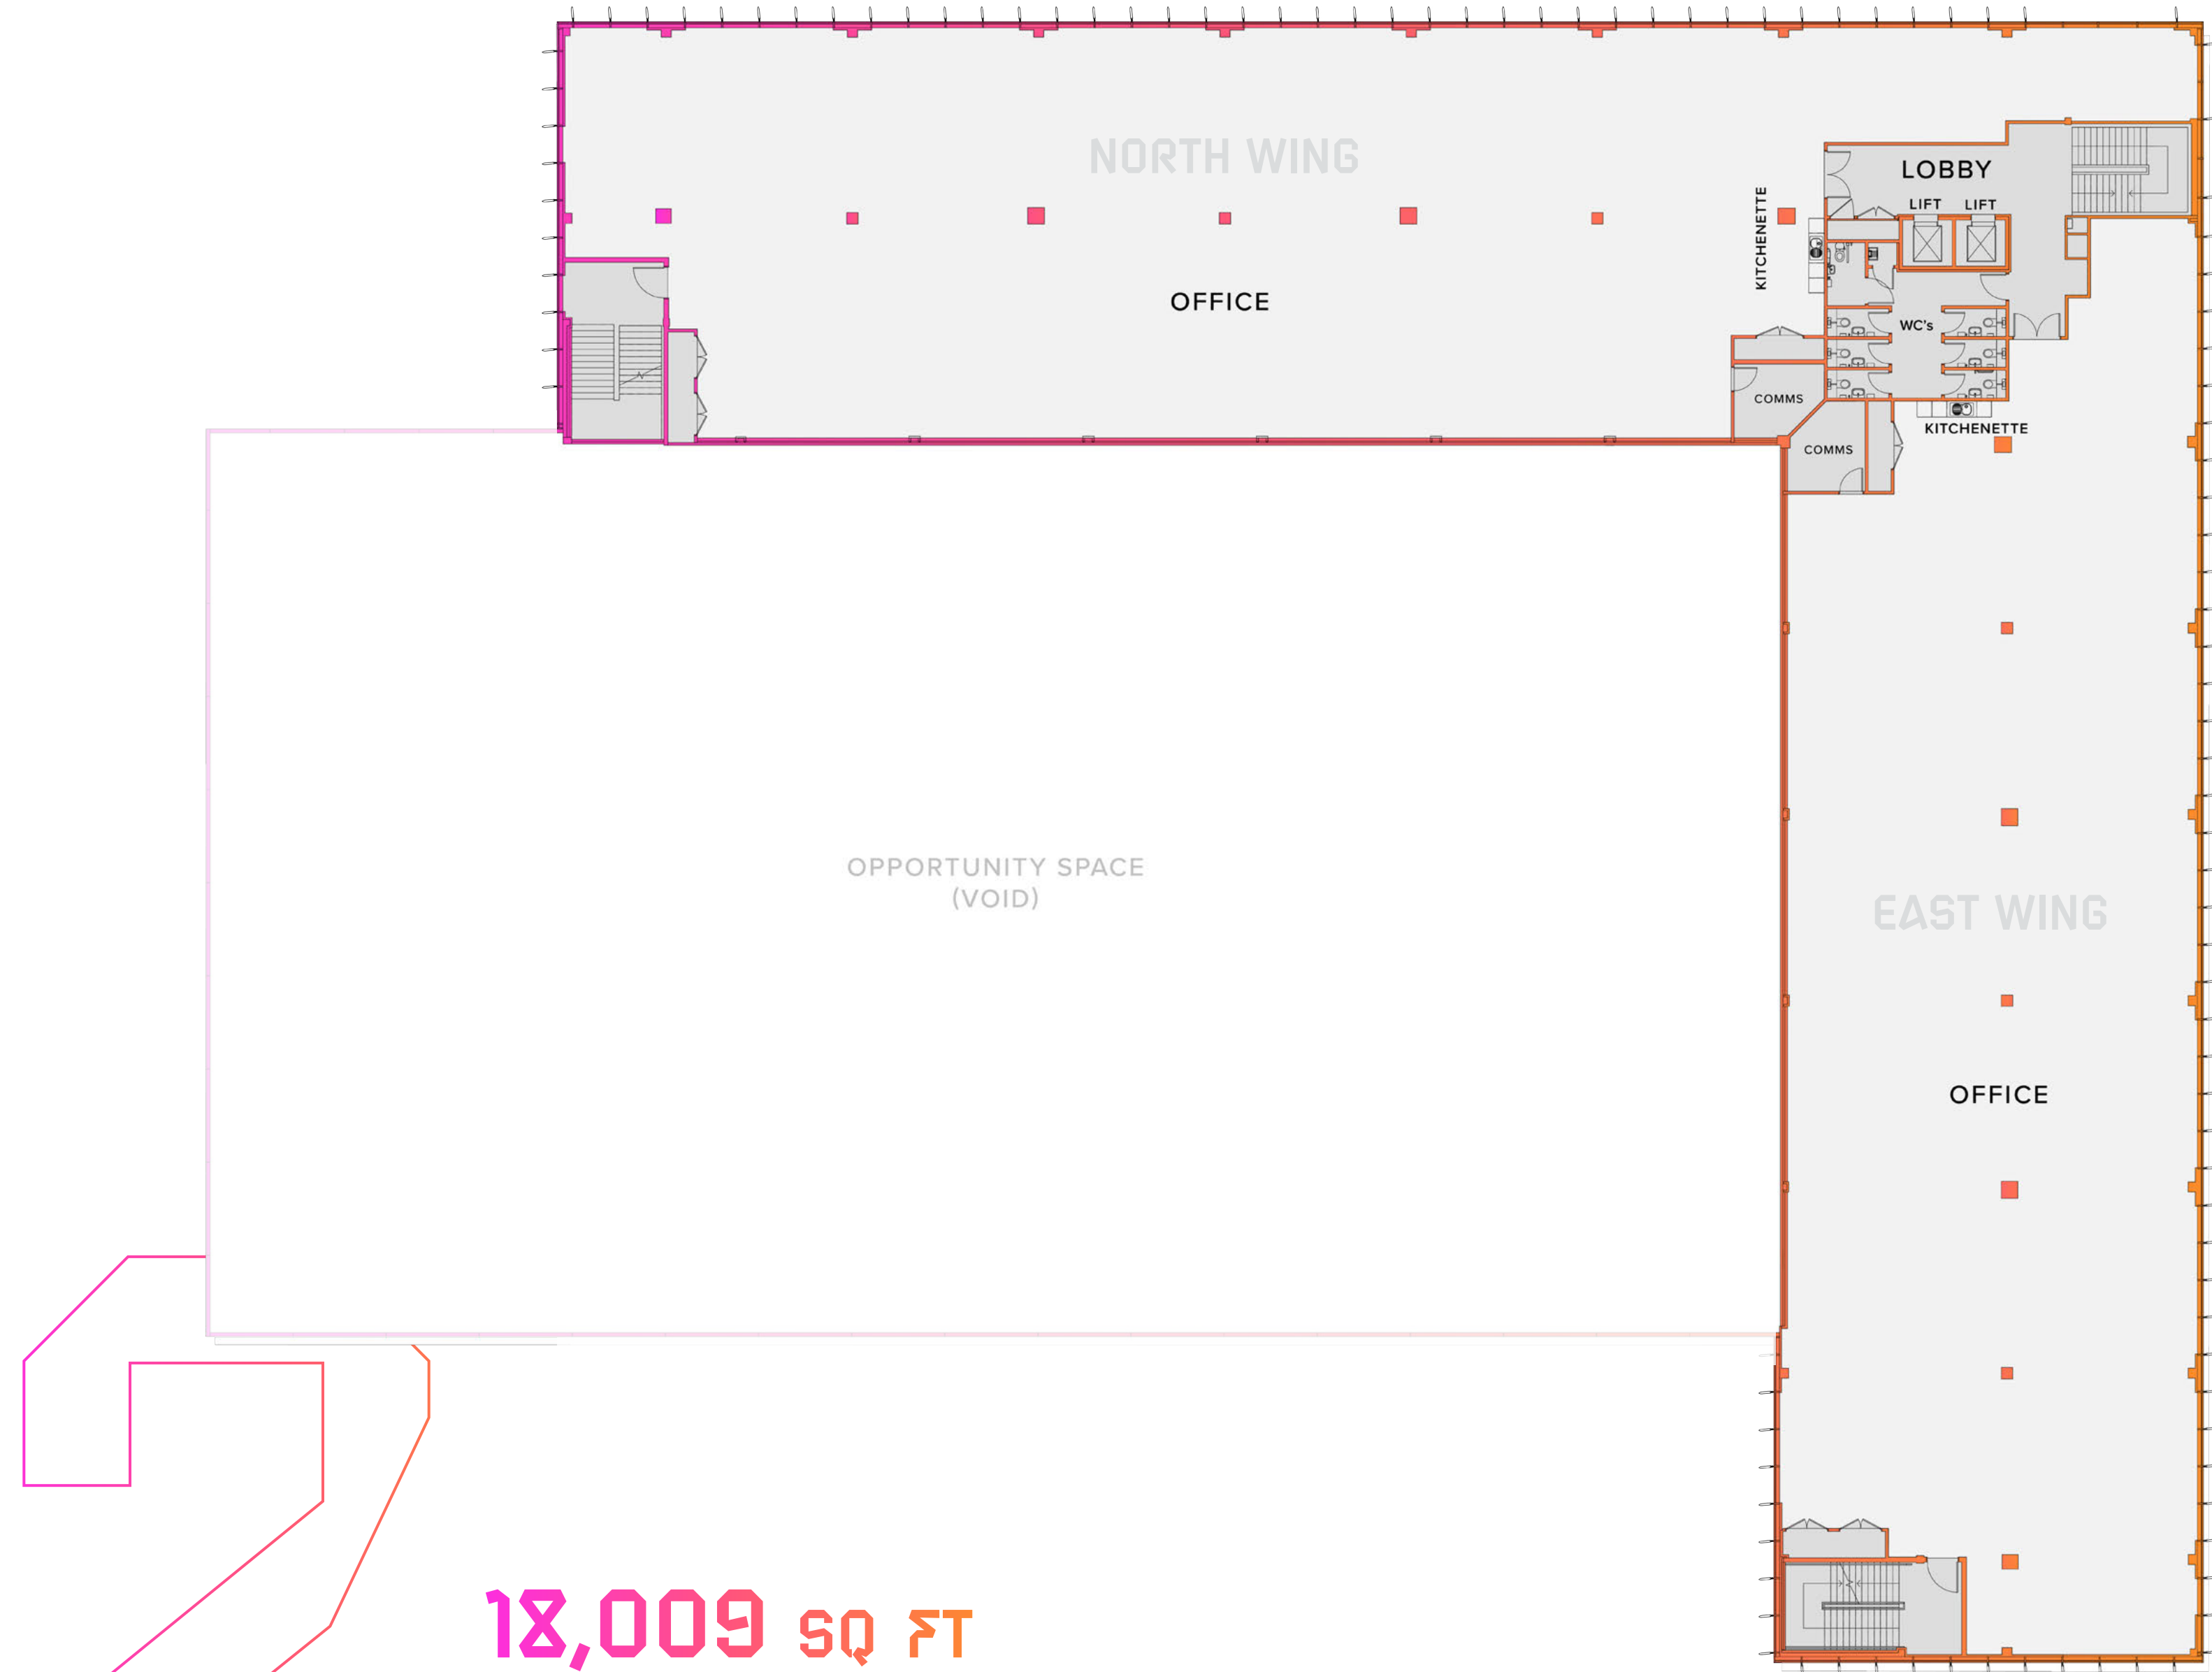 NORTH WING
LOBBY
LIFT LIFT
KITCHENETTE
OFFICE
WC's
COMMS
KITCHENETTE
COMMS
OPPORTUNITY SPACE
(VOID)
EAST WING
OFFICE
18,009 SQ FT